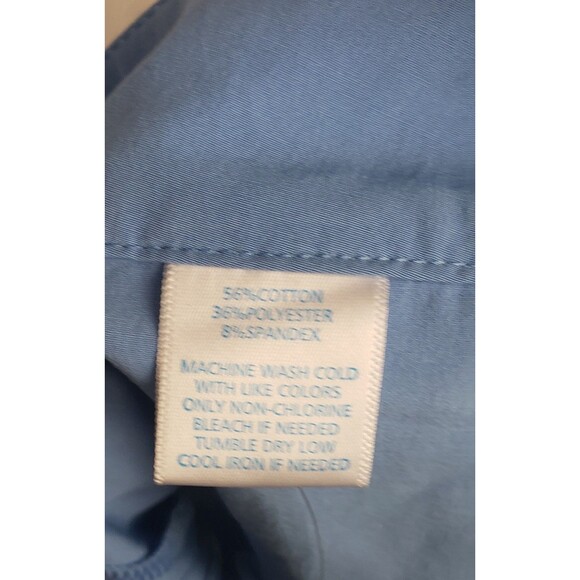 56%COTTON
36%POLYESTER
8%SPANDEX
MACHINE WASH COLD
WITH LIKE COLORS
ONLY NON-CHLORINE
BLEACH IF NEEDED
TUMBLE DRY LOW
COOL IRON IF NEEDED